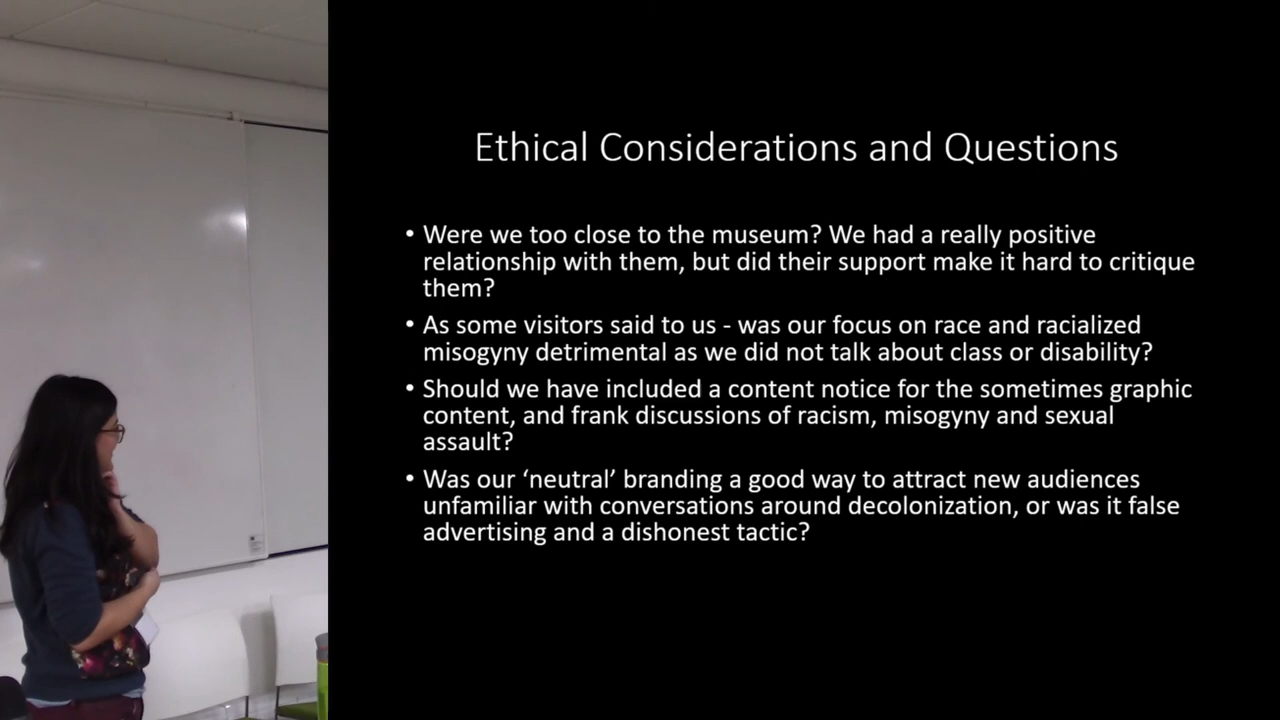 Ethical Considerations and Questions
• Were we too close to the museum? We had a really positive
relationship with them, but did their support make it hard to critique
them?
• As some visitors said to us - was our focus on race and racialized
misogyny detrimental as we did not talk about class or disability?
• Should we have included a content notice for the sometimes graphic
content, and frank discussions of racism, misogyny and sexual
assault?
• Was our ‘neutral’ branding a good way to attract new audiences
unfamiliar with conversations around decolonization, or was it false
advertising and a dishonest tactic?